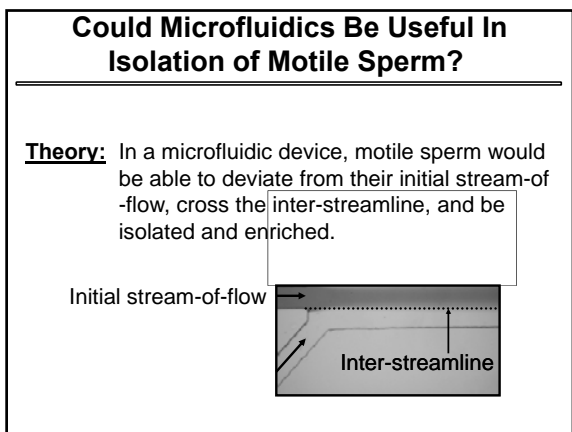 Could Microfluidics Be Useful In
Isolation of Motile Sperm?
Theory: In a microfluidic device, motile sperm would
be able to deviate from their initial stream-of
-flow, cross the inter-streamline, and be
isolated and enriched.
Initial stream-of-flow
Inter-streamline